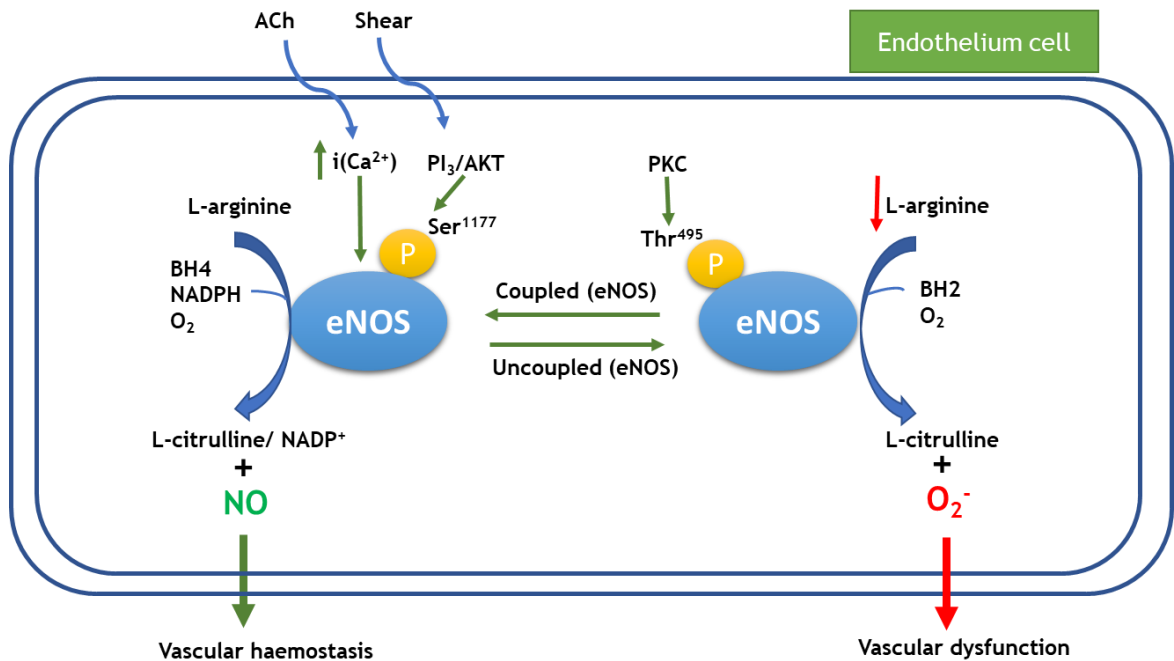 ACh
Shear
Endothelium cell
i(Ca²⁺)
PI₃/AKT
PKC
L-arginine
L-arginine
Ser¹¹⁷⁷
Thr⁴⁹⁵
P
P
BH4
NADPH
O₂
eNOS
Coupled (eNOS)
Uncoupled (eNOS)
eNOS
BH2
O₂
L-citrulline/ NADP⁺
+
NO
L-citrulline
+
O₂⁻
Vascular haemostasis
Vascular dysfunction